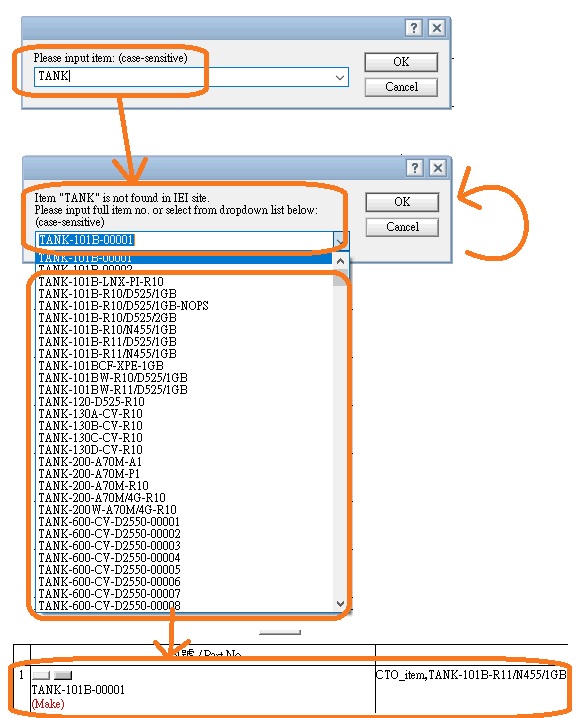 ? X
Please input item: (case-sensitive)
TANK
OK
Cancel
? X
Item "TANK" is not found in IEI site.
Please input full item no. or select from dropdown list below:
(case-sensitive)
OK
Cancel
TANK-101B-00001
TANK-101B-00001
TANK-101B-00002
TANK-101B-LNX-PI-R10
TANK-101B-R10/D525/1GB
TANK-101B-R10/D525/1GB-NOPS
TANK-101B-R10/D525/2GB
TANK-101B-R10/N455/1GB
TANK-101B-R11/D525/1GB
TANK-101B-R11/N455/1GB
TANK-101BCF-XPE-1GB
TANK-101BW-R10/D525/1GB
TANK-101BW-R11/D525/1GB
TANK-120-D525-R10
TANK-130A-CV-R10
TANK-130B-CV-R10
TANK-130C-CV-R10
TANK-130D-CV-R10
TANK-200-A70M-A1
TANK-200-A70M-P1
TANK-200-A70M-R10
TANK-200-A70M/4G-R10
TANK-200W-A70M/4G-R10
TANK-600-CV-D2550-00001
TANK-600-CV-D2550-00002
TANK-600-CV-D2550-00003
TANK-600-CV-D2550-00004
TANK-600-CV-D2550-00005
TANK-600-CV-D2550-00006
TANK-600-CV-D2550-00007
TANK-600-CV-D2550-00008
號 / Part No
1
TANK-101B-00001
(Make)
CTO_item,TANK-101B-R11/N455/1GB